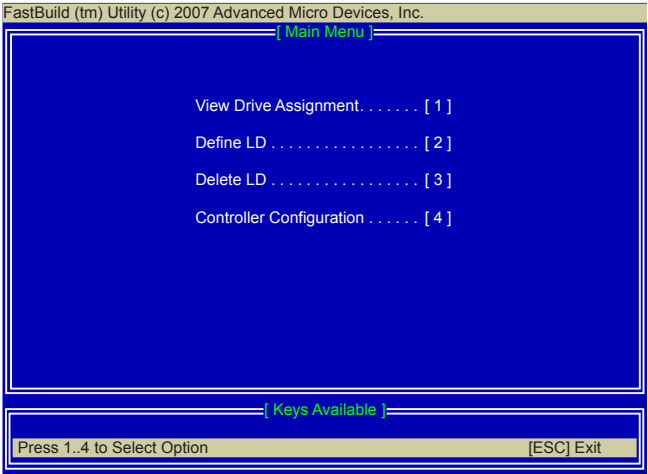 FastBuild (tm) Utility (c) 2007 Advanced Micro Devices, Inc.
[ Main Menu ]
View Drive Assignment. . . . . . . [ 1 ]
Define LD . . . . . . . . . . . . . . . . . [ 2 ]
Delete LD . . . . . . . . . . . . . . . . . [ 3 ]
Controller Configuration . . . . . . [ 4 ]
[ Keys Available ]
Press 1..4 to Select Option [ESC] Exit